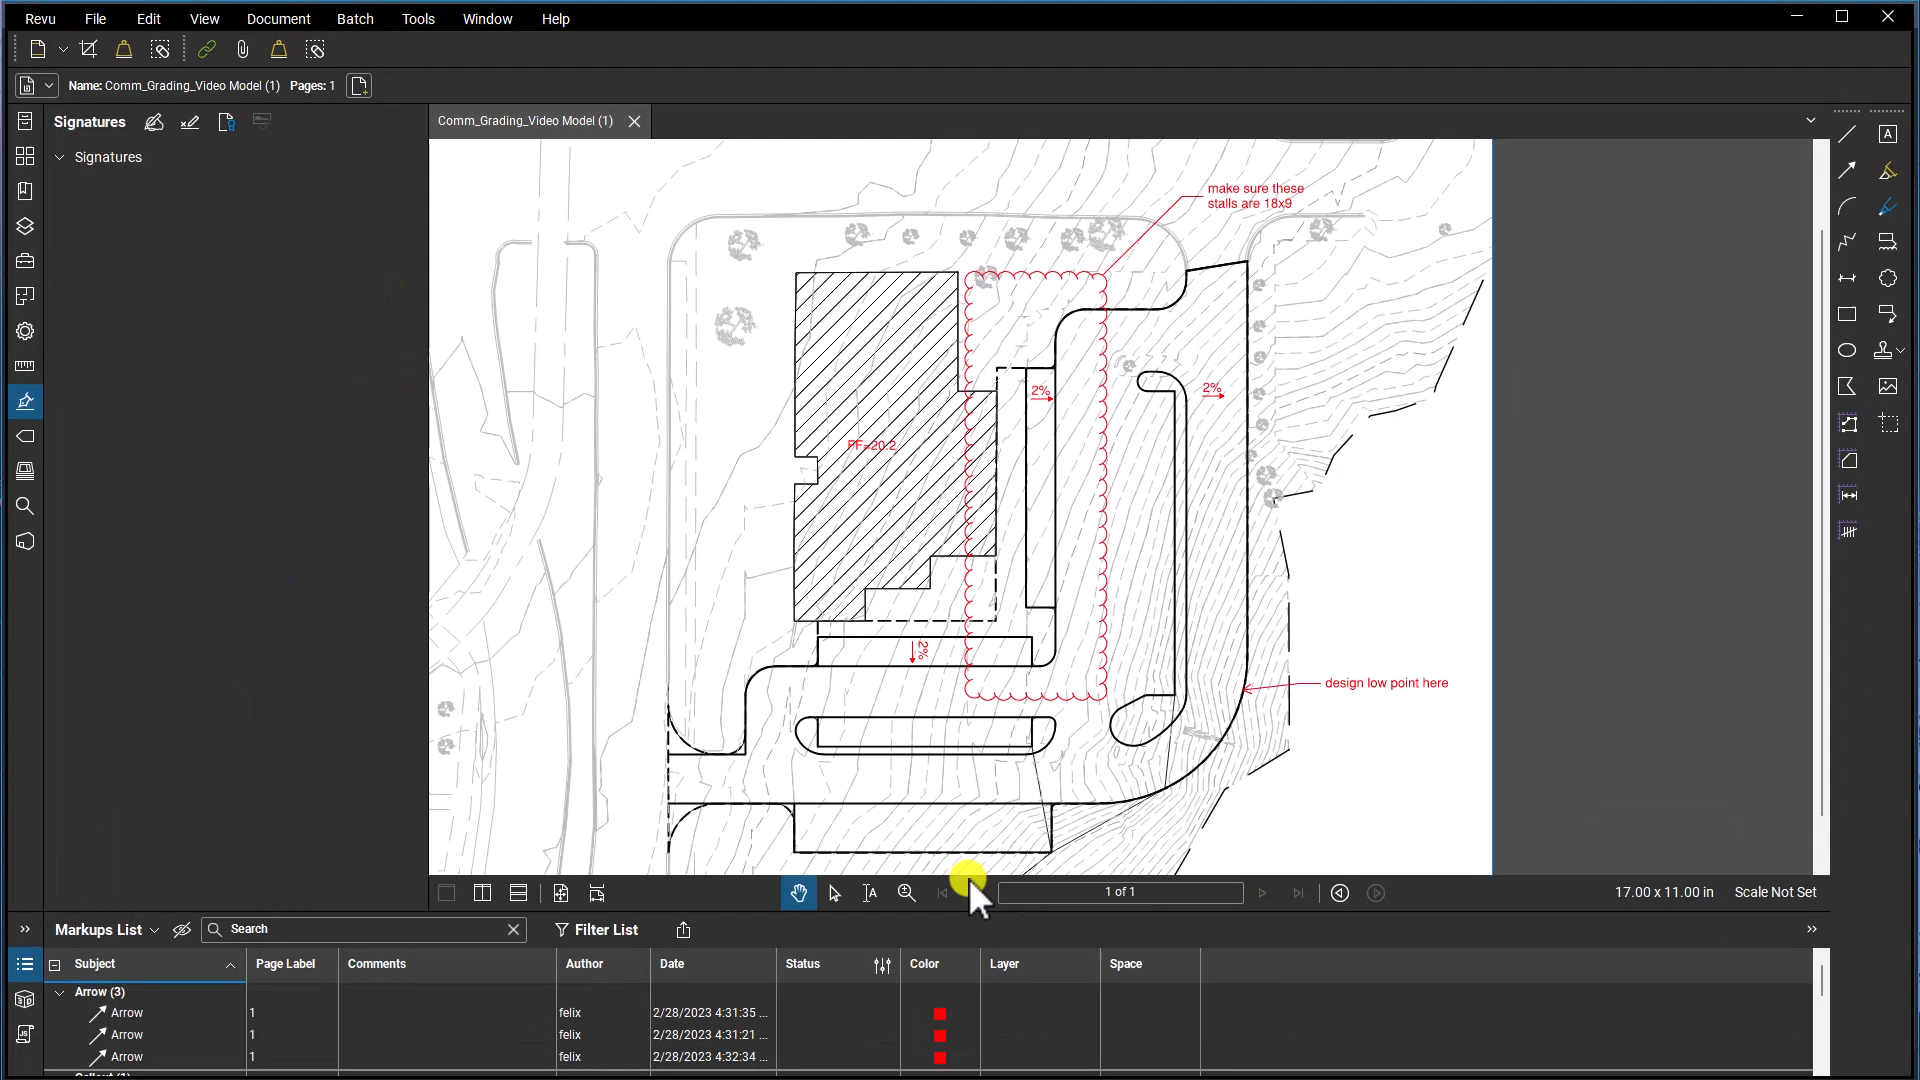 Revu File Edit View Document Batch Tools Window Help
Name: Comm_Grading_Video Model (1) Pages: 1
Signatures
Signatures
Comm_Grading_Video Model (1)
make sure these
stalls are 18x9
2%
2%
FF=20.2
2%
design low point here
1 of 1
17.00 x 11.00 in
Scale Not Set
Markups List
Search
Filter List
Subject Page Label Comments Author Date Status Color Layer Space
Arrow (3)
Arrow 1 felix 2/28/2023 4:31:35 ...
Arrow 1 felix 2/28/2023 4:31:21 ...
Arrow 1 felix 2/28/2023 4:32:34 ...